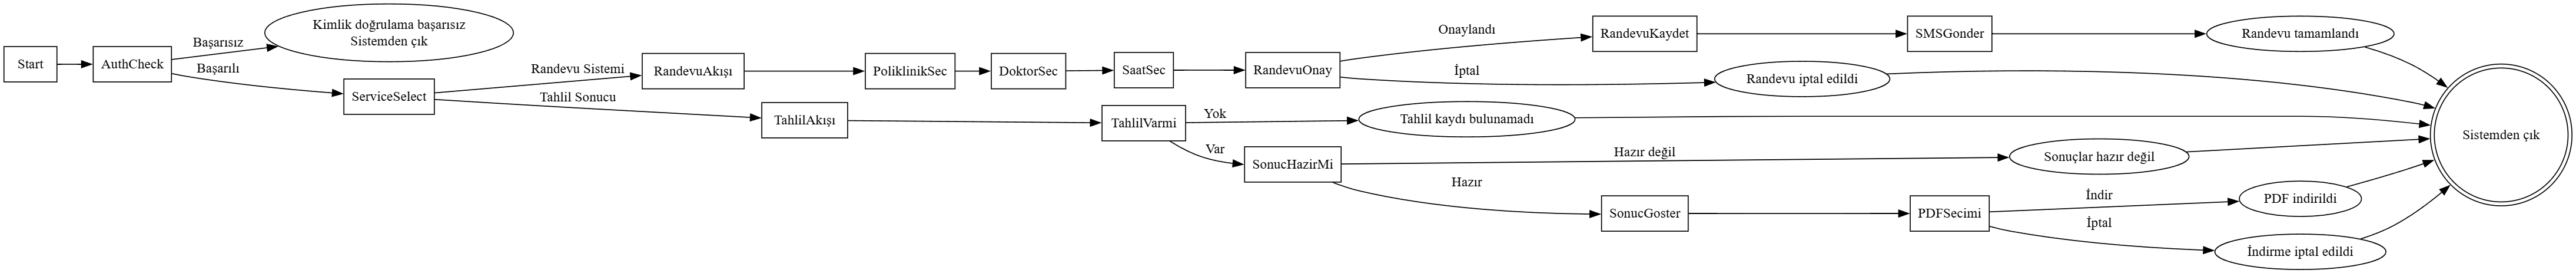 Start
AuthCheck
Başarısız
Kimlik doğrulama başarısız
Sistemden çık
Başarılı
ServiceSelect
Randevu Sistemi
RandevuAkışı
PoliklinikSec
DoktorSec
SaatSec
RandevuOnay
Onaylandı
RandevuKaydet
SMSGonder
Randevu tamamlandı
İptal
Randevu iptal edildi
Tahlil Sonucu
TahlilAkışı
TahlilVarmi
Yok
Tahlil kaydı bulunamadı
Var
SonucHazirMi
Hazır değil
Sonuçlar hazır değil
Hazır
SonucGoster
PDFSecimi
İndir
PDF indirildi
İptal
İndirme iptal edildi
Sistemden çık